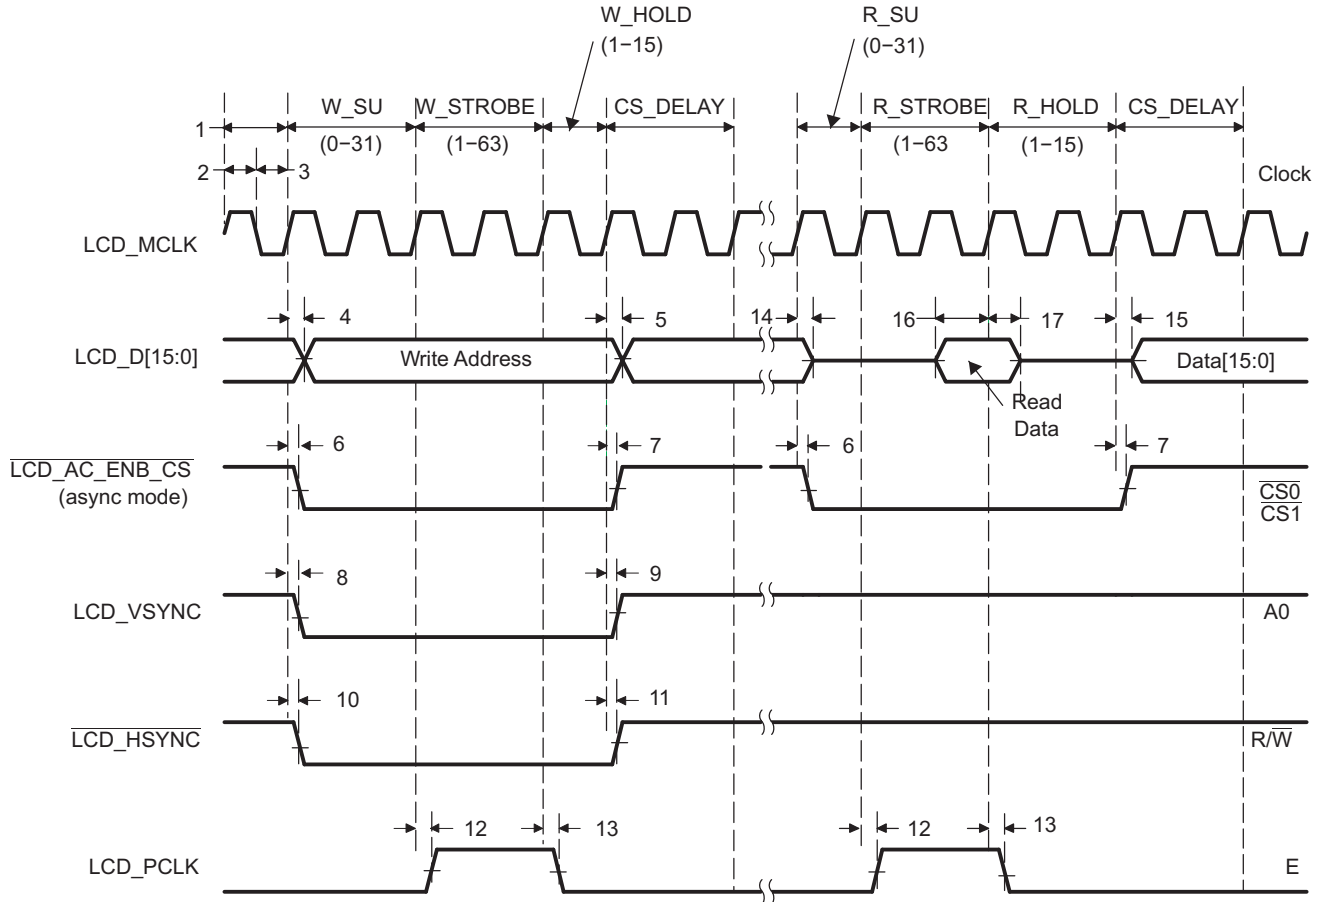 W_HOLD
(1−15)
R_SU
(0−31)
W_SU
(0−31)
W_STROBE
(1−63)
CS_DELAY
R_STROBE
(1−63
R_HOLD
(1−15)
CS_DELAY
1
2
3
Clock
LCD_MCLK
4
5
14
16
17
15
LCD_D[15:0]
Write Address
Data[15:0]
Read
Data
6
7
6
7
LCD_AC_ENB_CS
(async mode)
CS0
CS1
8
9
LCD_VSYNC
A0
10
11
LCD_HSYNC
R/W
12
13
12
13
LCD_PCLK
E